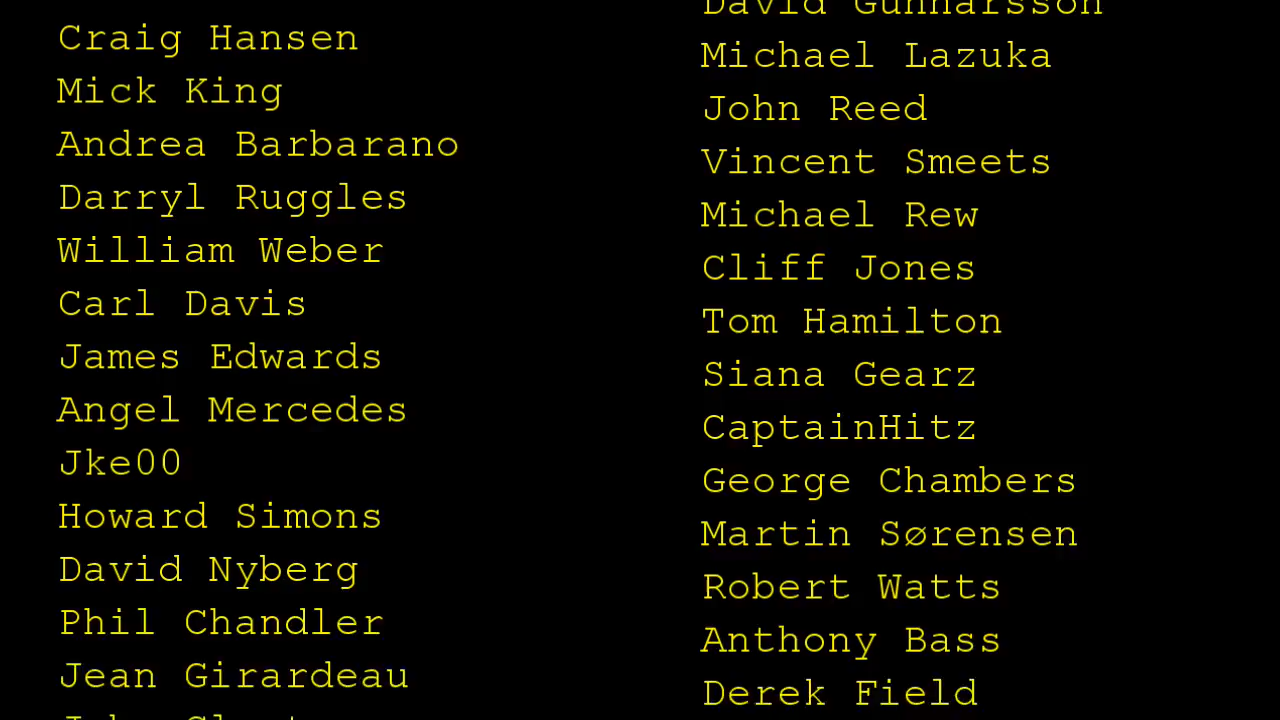 Craig Hansen
Mick King
Andrea Barbarano
Darryl Ruggles
William Weber
Carl Davis
James Edwards
Angel Mercedes
Jke00
Howard Simons
David Nyberg
Phil Chandler
Jean Girardeau
David Gunnarsson
Michael Lazuka
John Reed
Vincent Smeets
Michael Rew
Cliff Jones
Tom Hamilton
Siana Gearz
CaptainHitz
George Chambers
Martin Sørensen
Robert Watts
Anthony Bass
Derek Field